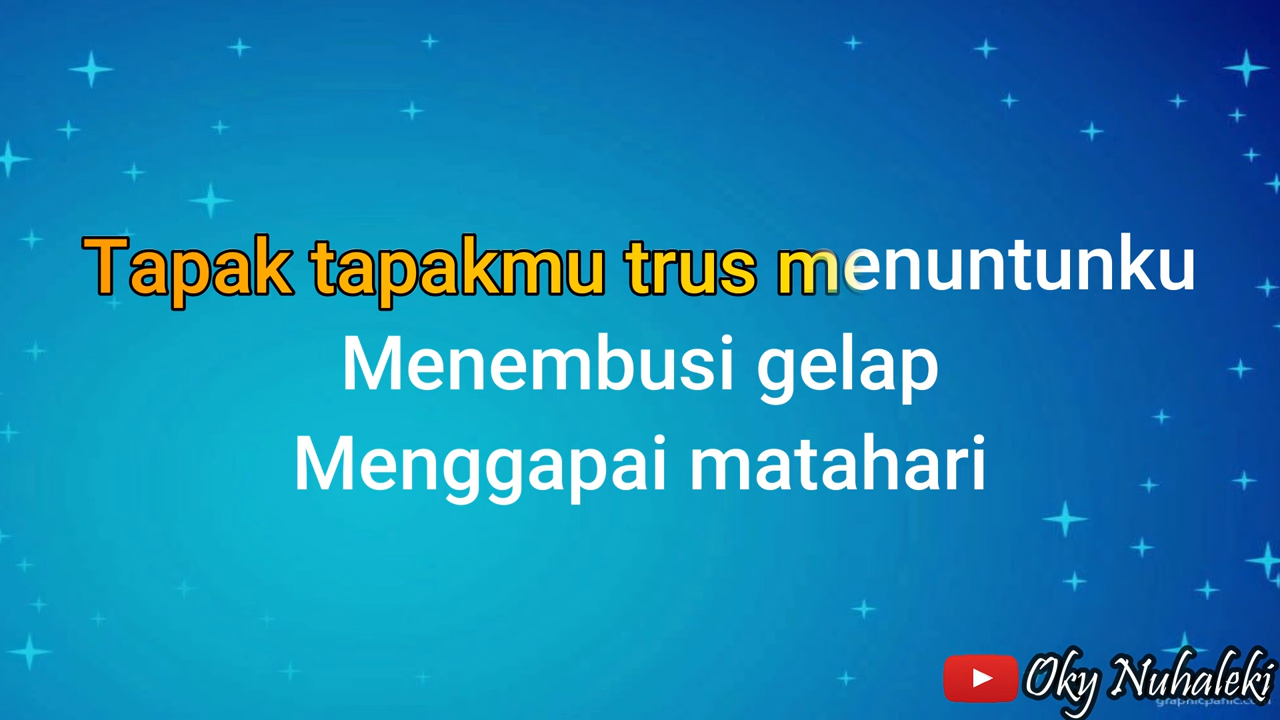 Tapak tapakmu trus menuntunku
Menembusi gelap
Menggapai matahari
Oky Nuhaleki